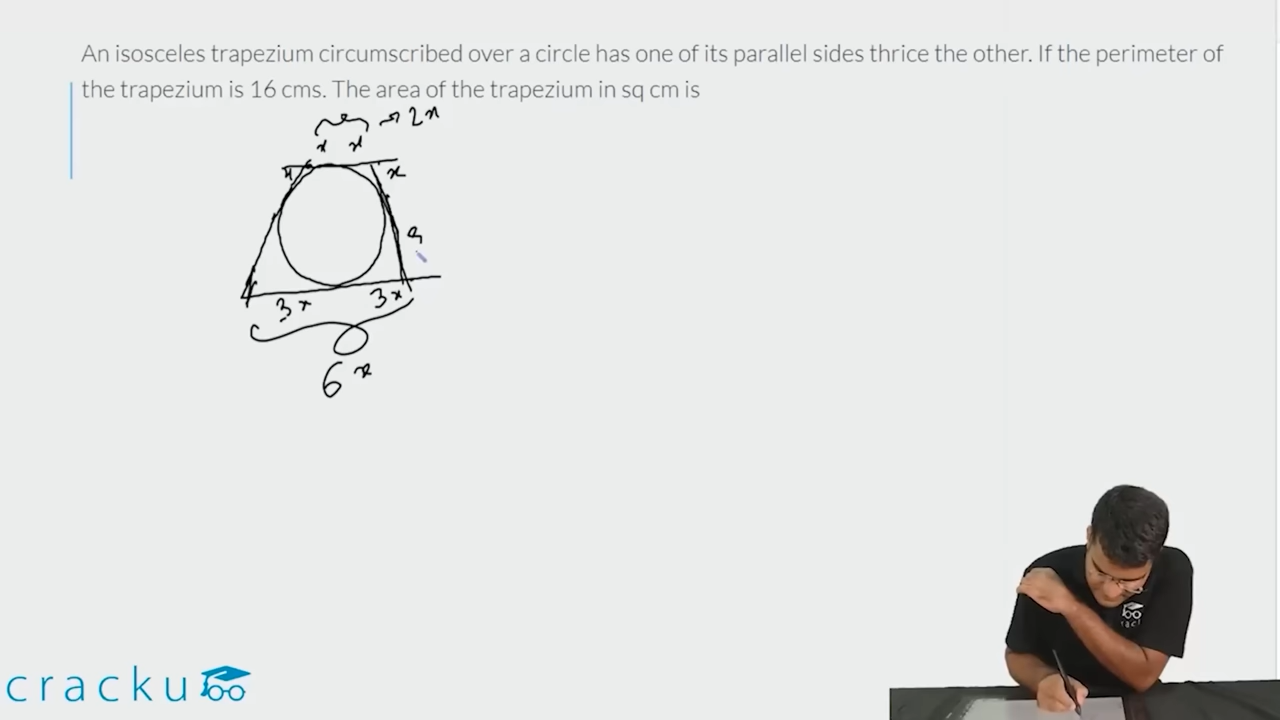 An isosceles trapezium circumscribed over a circle has one of its parallel sides thrice the other. If the perimeter of
the trapezium is 16 cms. The area of the trapezium in sq cm is
→ 2x
x x
x x
3
3x 3x
6x
cracku